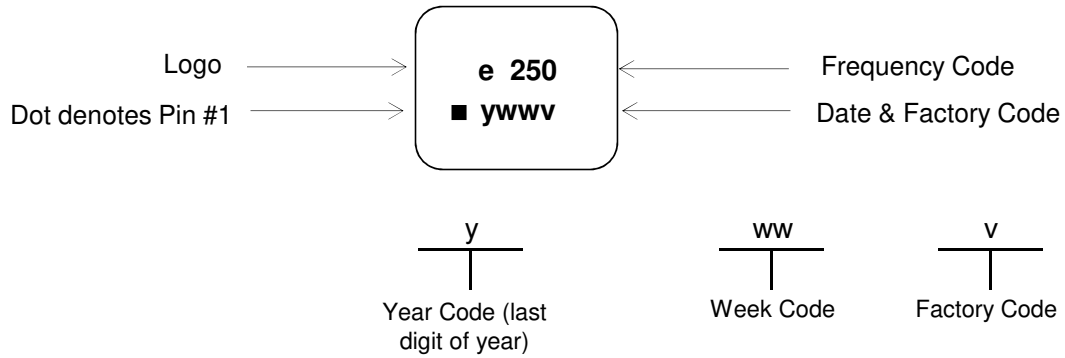 Logo
Dot denotes Pin #1
e 250
■ ywwv
Frequency Code
Date & Factory Code
y
Year Code (last
digit of year)
ww
Week Code
v
Factory Code